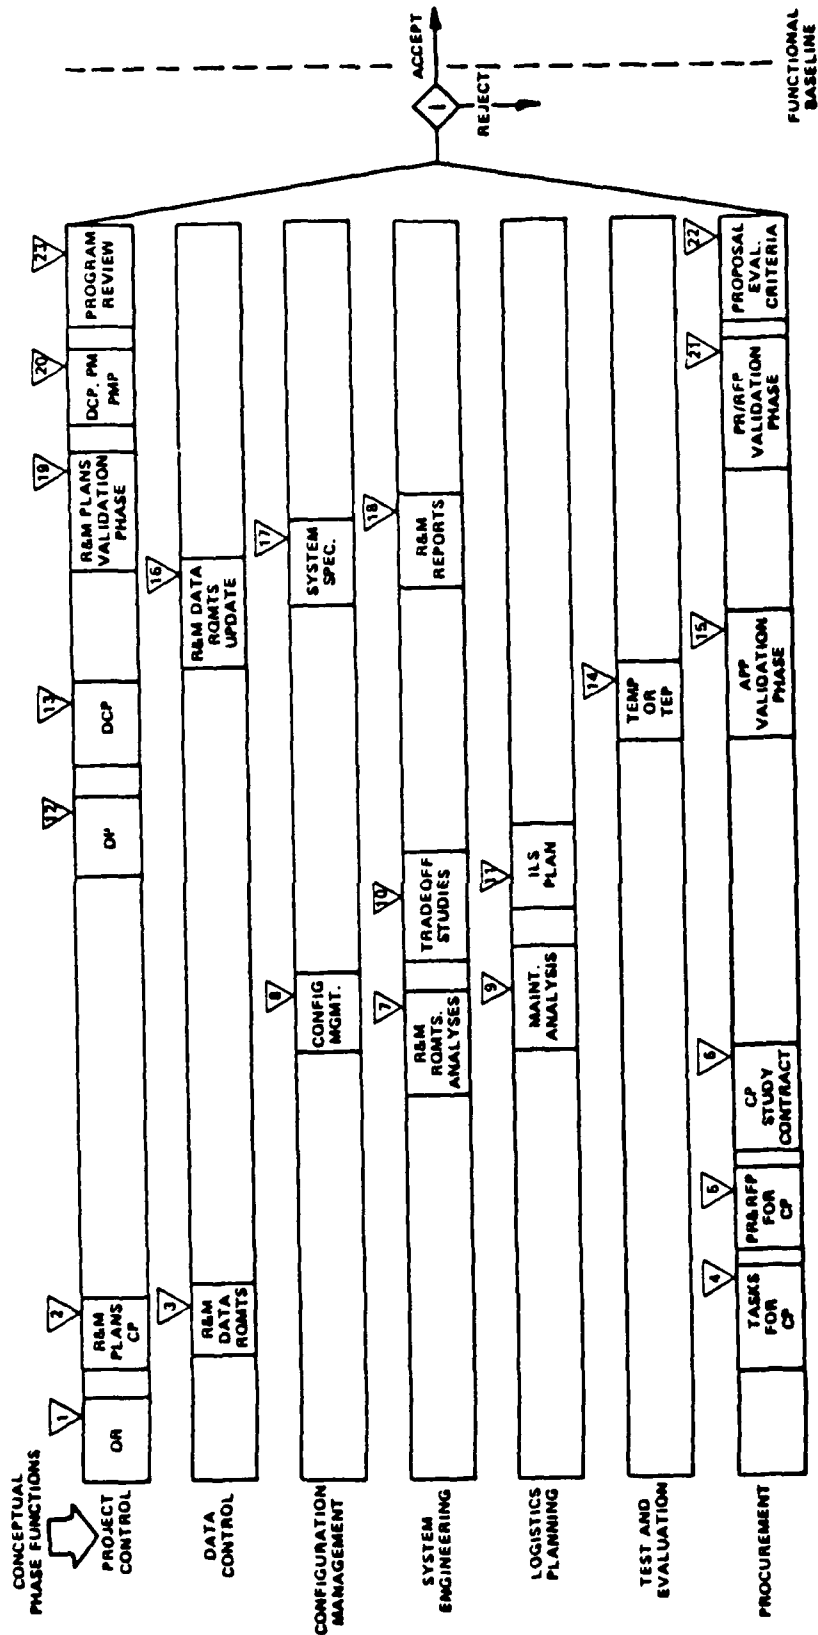 CONCEPTUAL
PHASE FUNCTIONS
PROJECT
CONTROL
1
OR
2
R&M
PLANS
CP
12
DP
13
DCP
19
R&M PLANS
VALIDATION
PHASE
20
DCP, PM
PMP
23
PROGRAM
REVIEW
DATA
CONTROL
3
R&M
DATA
RQMTS
16
R&M DATA
RQMTS
UPDATE
CONFIGURATION
MANAGEMENT
8
CONFIG
MGMT.
17
SYSTEM
SPEC.
SYSTEM
ENGINEERING
7
R&M
RQMTS.
ANALYSES
10
TRADEOFF
STUDIES
18
R&M
REPORTS
LOGISTICS
PLANNING
9
MAINT.
ANALYSIS
11
ILS
PLAN
TEST AND
EVALUATION
14
TEMP
OR
TEP
PROCUREMENT
4
TASKS
FOR
CP
5
PR&RFP
FOR
CP
6
CP
STUDY
CONTRACT
15
APP
VALIDATION
PHASE
21
PR/RFP
VALIDATION
PHASE
22
PROPOSAL
EVAL.
CRITERIA
I
ACCEPT
REJECT
FUNCTIONAL
BASELINE